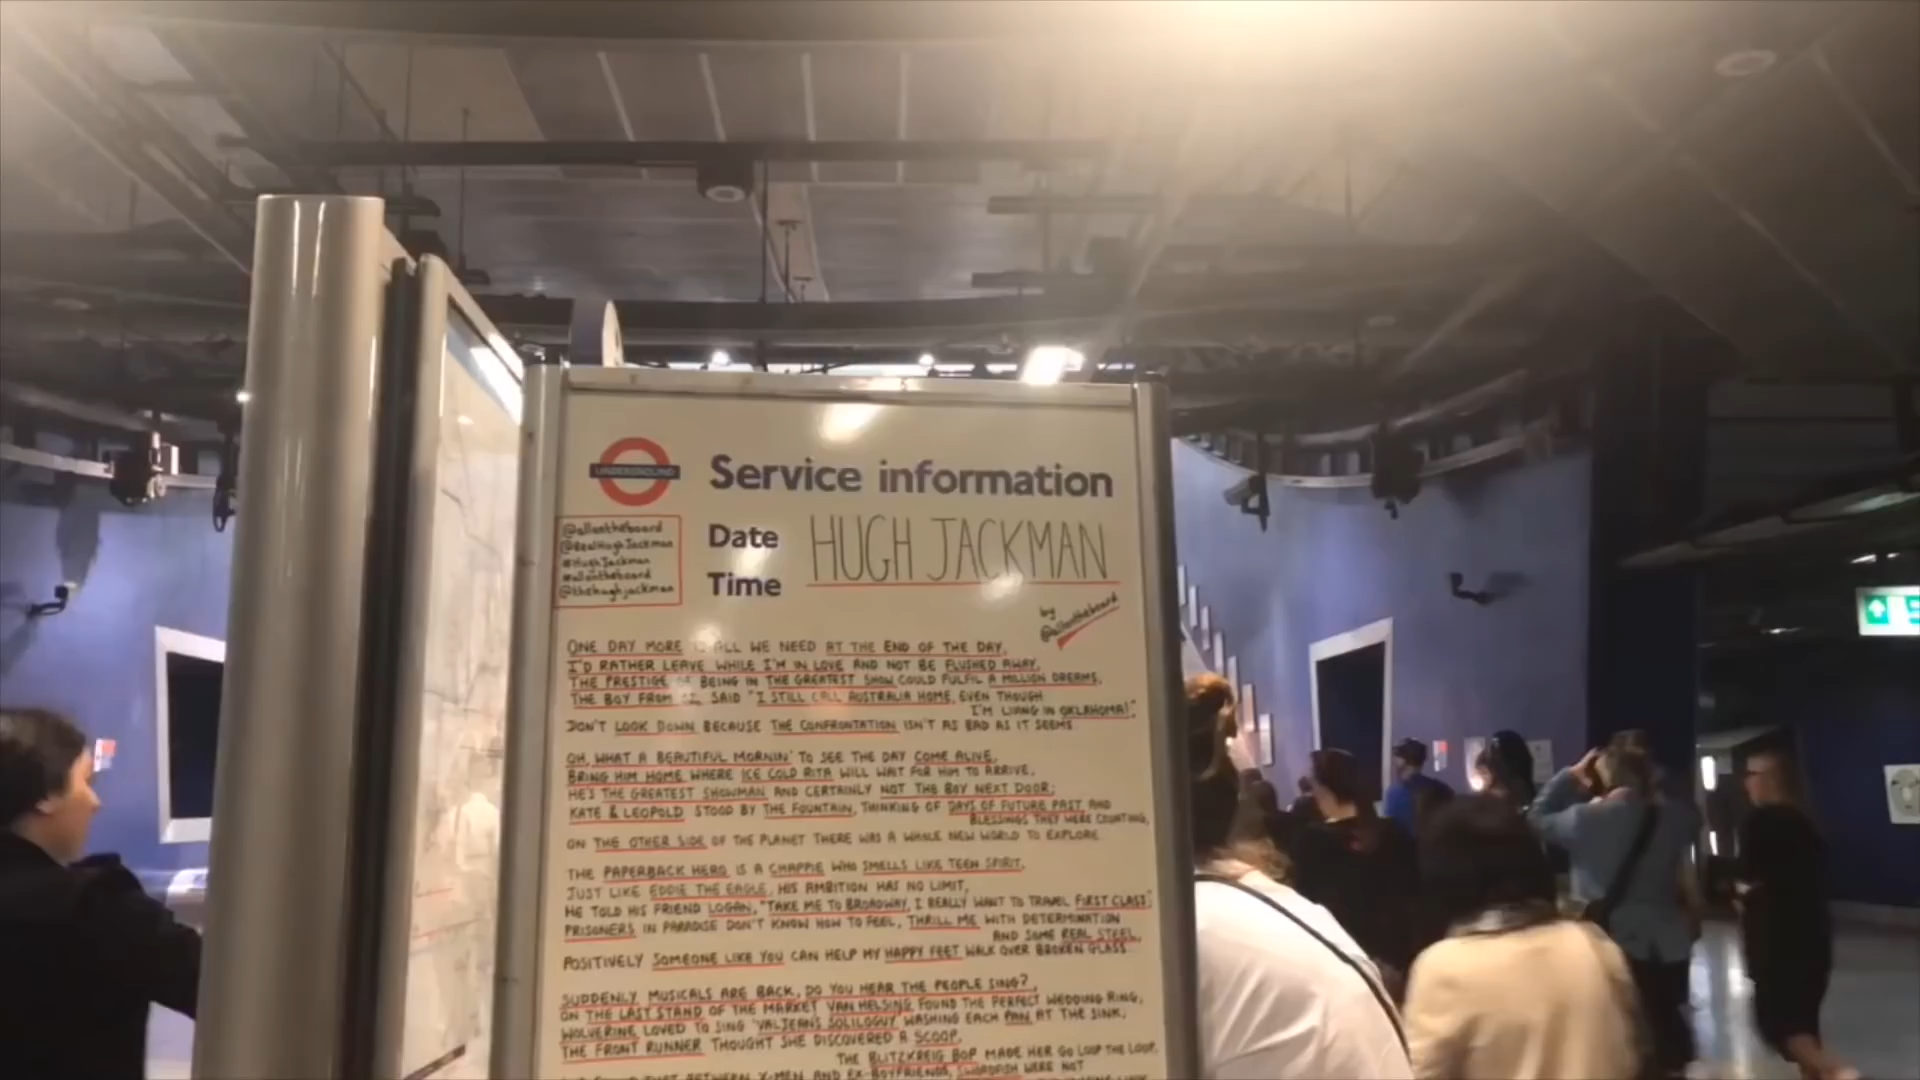 UNDERGROUND
Service information
Date
Time
HUGH JACKMAN
@allontheboard
@RealHughJackman
#HughJackman
#allontheboard
@thehughjackman
by
@allontheboard
ONE DAY MORE ALL WE NEED AT THE END OF THE DAY,
I'D RATHER LEAVE WHILE I'M IN LOVE AND NOT BE FLUSHED AWAY,
THE PRESTIGE OF BEING IN THE GREATEST SHOW COULD FULFIL A MILLION DREAMS,
THE BOY FROM OZ SAID "I STILL CALL AUSTRALIA HOME, EVEN THOUGH
I'M LIVING IN OKLAHOMA!",
DON'T LOOK DOWN BECAUSE THE CONFRONTATION ISN'T AS BAD AS IT SEEMS.
OH, WHAT A BEAUTIFUL MORNIN' TO SEE THE DAY COME ALIVE,
BRING HIM HOME WHERE ICE COLD RITA WILL WAIT FOR HIM TO ARRIVE,
HE'S THE GREATEST SHOWMAN AND CERTAINLY NOT THE BOY NEXT DOOR;
KATE & LEOPOLD STOOD BY THE FOUNTAIN, THINKING OF DAYS OF FUTURE PAST AND
BLESSINGS THEY WERE COUNTING,
ON THE OTHER SIDE OF THE PLANET THERE WAS A WHOLE NEW WORLD TO EXPLORE.
THE PAPERBACK HERO IS A CHAPPIE WHO SMELLS LIKE TEEN SPIRIT,
JUST LIKE EDDIE THE EAGLE, HIS AMBITION HAS NO LIMIT,
HE TOLD HIS FRIEND LOGAN, "TAKE ME TO BROADWAY, I REALLY WANT TO TRAVEL FIRST CLASS",
PRISONERS IN PARADISE DON'T KNOW HOW TO FEEL, THRILL ME WITH DETERMINATION
AND SOME REAL STEEL,
POSITIVELY SOMEONE LIKE YOU CAN HELP MY HAPPY FEET WALK OVER BROKEN GLASS.
SUDDENLY MUSICALS ARE BACK, DO YOU HEAR THE PEOPLE SING?,
ON THE LAST STAND OF THE MARKET VAN HELSING FOUND THE PERFECT WEDDING RING,
WOLVERINE LOVED TO SING 'VALJEAN'S SOLILOQUY' WASHING EACH PAN AT THE SINK,
THE FRONT RUNNER THOUGHT SHE DISCOVERED A SCOOP,
THE BLITZKREIG BOP MADE HER GO LOOP THE LOOP,
THAT BETWEEN X-MEN AND EX-BOYFRIENDS, SWORDFISH WERE NOT